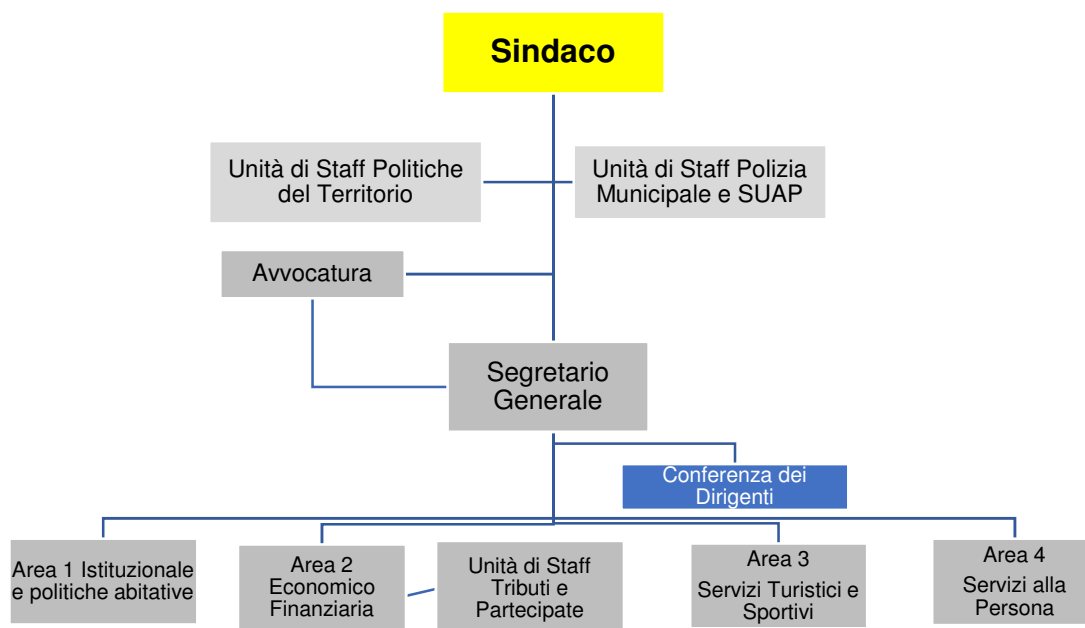 Sindaco
Unità di Staff Politiche
del Territorio
Unità di Staff Polizia
Municipale e SUAP
Avvocatura
Segretario
Generale
Conferenza dei
Dirigenti
Area 1 Istituzionale
e politiche abitative
Area 2
Economico
Finanziaria
Unità di Staff
Tributi e
Partecipate
Area 3
Servizi Turistici e
Sportivi
Area 4
Servizi alla
Persona